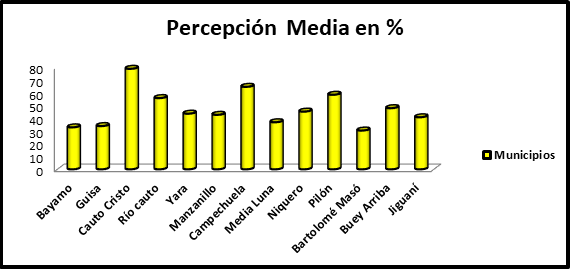 Percepción Media en %
80
70
60
50
40
30
20
10
0
Bayamo
Guisa
Cauto Cristo
Río cauto
Yara
Manzanillo
Campechuela
Media Luna
Niquero
Pilón
Bartolomé Masó
Buey Arriba
Jiguaní
Municipios